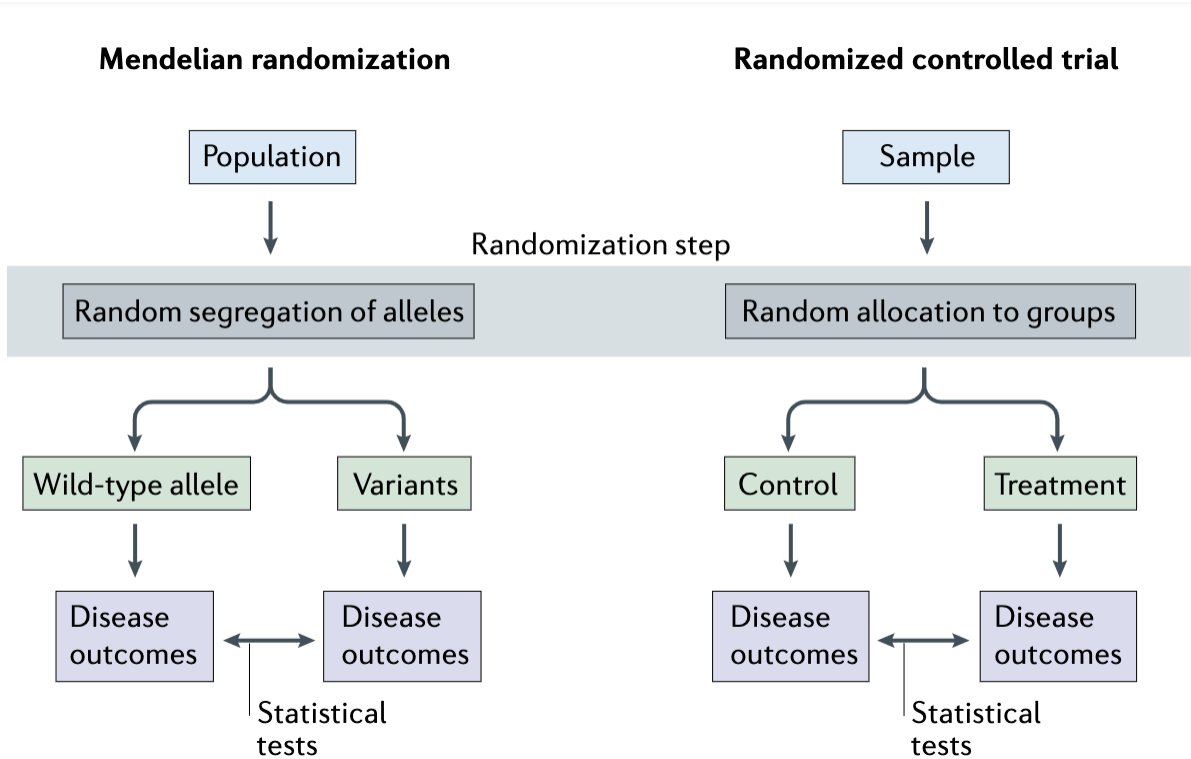 Mendelian randomization
Randomized controlled trial
Population
Sample
Randomization step
Random segregation of alleles
Random allocation to groups
Wild-type allele
Variants
Control
Treatment
Disease
outcomes
Disease
outcomes
Disease
outcomes
Disease
outcomes
Statistical
tests
Statistical
tests